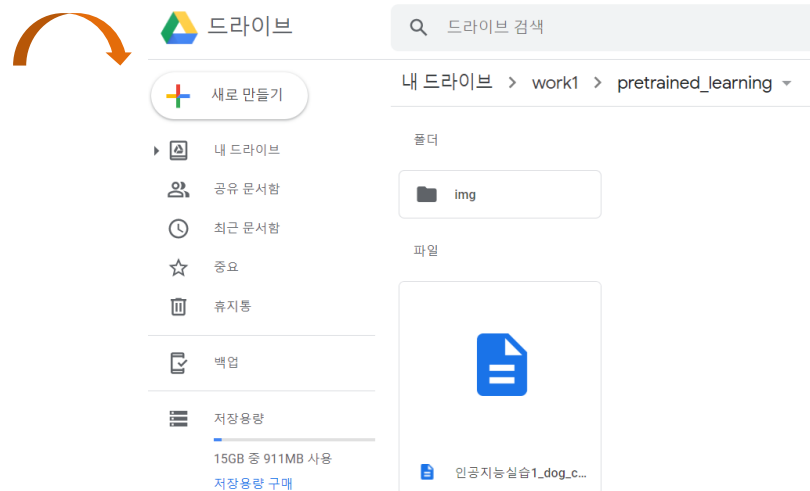 드라이브
드라이브 검색
내 드라이브 > work1 > pretrained_learning
새로 만들기
내 드라이브
공유 문서함
최근 문서함
중요
휴지통
백업
저장용량
15GB 중 911MB 사용
저장용량 구매
폴더
img
파일
인공지능실습1_dog_c...